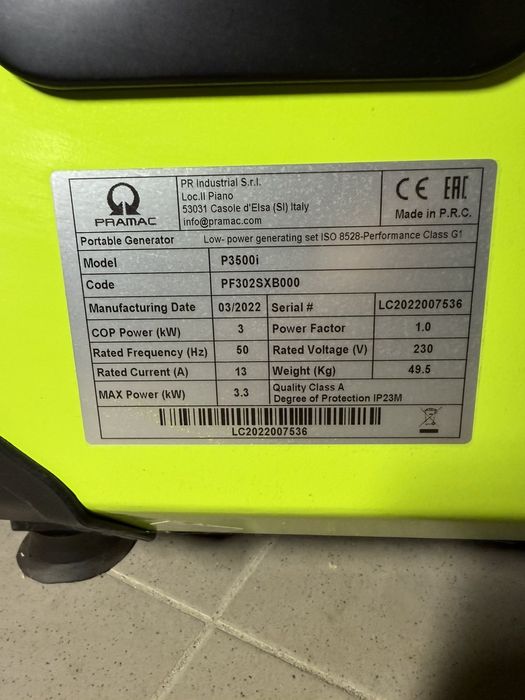 PRAMAC
PR Industrial S.r.l.
Loc.Il Piano
53031 Casole d'Elsa (SI) Italy
info@pramac.com
CE EAC
Made in P.R.C.
Portable Generator Low- power generating set ISO 8528-Performance Class G1
Model P3500i
Code PF302SXB000
Manufacturing Date 03/2022 Serial # LC2022007536
COP Power (kW) 3 Power Factor 1.0
Rated Frequency (Hz) 50 Rated Voltage (V) 230
Rated Current (A) 13 Weight (Kg) 49.5
MAX Power (kW) 3.3 Quality Class A
Degree of Protection IP23M
LC2022007536